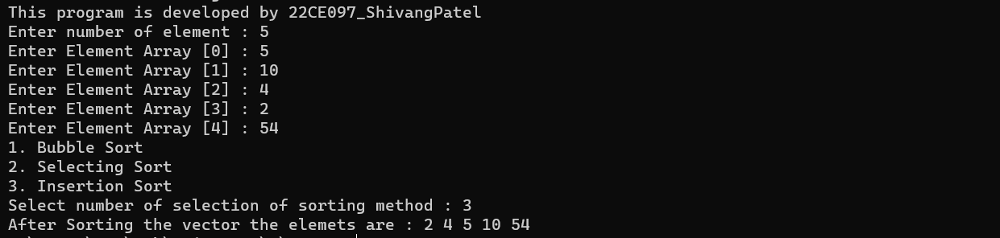 This program is developed by 22CE097_ShivangPatel
Enter number of element : 5
Enter Element Array [0] : 5
Enter Element Array [1] : 10
Enter Element Array [2] : 4
Enter Element Array [3] : 2
Enter Element Array [4] : 54
1. Bubble Sort
2. Selecting Sort
3. Insertion Sort
Select number of selection of sorting method : 3
After Sorting the vector the elemets are : 2 4 5 10 54